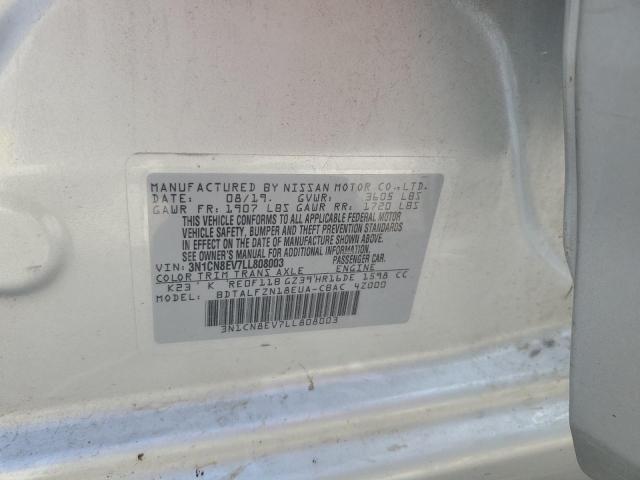 MANUFACTURED BY NISSAN MOTOR CO.,LTD.
DATE: 08/19. GVWR: 3605 LBS
GAWR FR: 1907 LBS GAWR RR: 1720 LBS
THIS VEHICLE CONFORMS TO ALL APPLICABLE FEDERAL MOTOR
VEHICLE SAFETY, BUMPER AND THEFT PREVENTION STANDARDS
IN EFFECT ON THE DATE OF MANUFACTURE SHOWN ABOVE.
SEE OWNER'S MANUAL FOR ADDITIONAL INFORMATION.
VIN: 3N1CN8EV7LL808003 PASSENGER CAR.
COLOR TRIM TRANS AXLE ENGINE
K23 K RE0F11B GZ39 HR16DE 1598 CC
MODEL: BDTALFZN18EUA-CBAC 4Z000
3N1CN8EV7LL808003